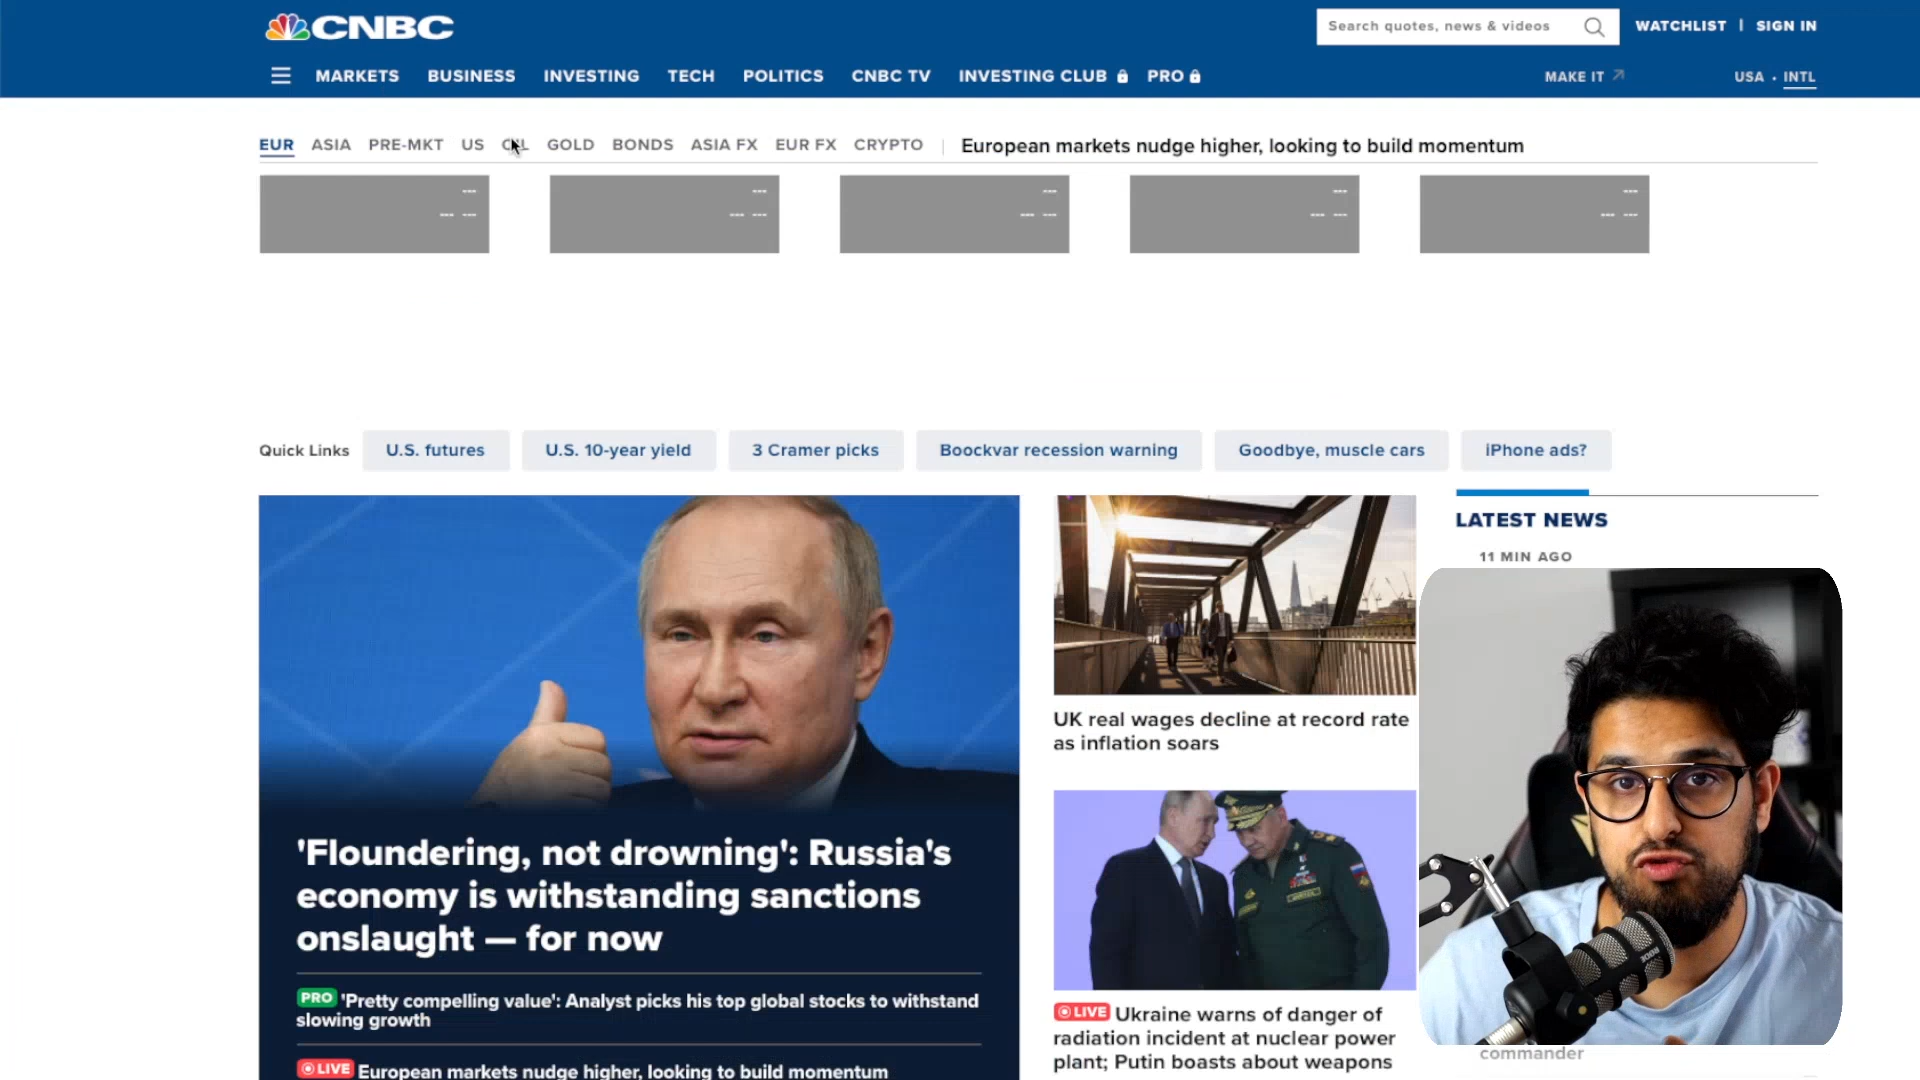 CNBC
Search quotes, news & videos
WATCHLIST | SIGN IN
MARKETS BUSINESS INVESTING TECH POLITICS CNBC TV INVESTING CLUB PRO
MAKE IT
USA • INTL
EUR ASIA PRE-MKT US OIL GOLD BONDS ASIA FX EUR FX CRYPTO
European markets nudge higher, looking to build momentum
---
--- ---
---
--- ---
---
--- ---
---
--- ---
---
--- ---
Quick Links
U.S. futures
U.S. 10-year yield
3 Cramer picks
Boockvar recession warning
Goodbye, muscle cars
iPhone ads?
'Floundering, not drowning': Russia's
economy is withstanding sanctions
onslaught — for now
PRO 'Pretty compelling value': Analyst picks his top global stocks to withstand
slowing growth
LIVE European markets nudge higher, looking to build momentum
UK real wages decline at record rate
as inflation soars
LIVE Ukraine warns of danger of
radiation incident at nuclear power
plant; Putin boasts about weapons
LATEST NEWS
11 MIN AGO
RODE
commander